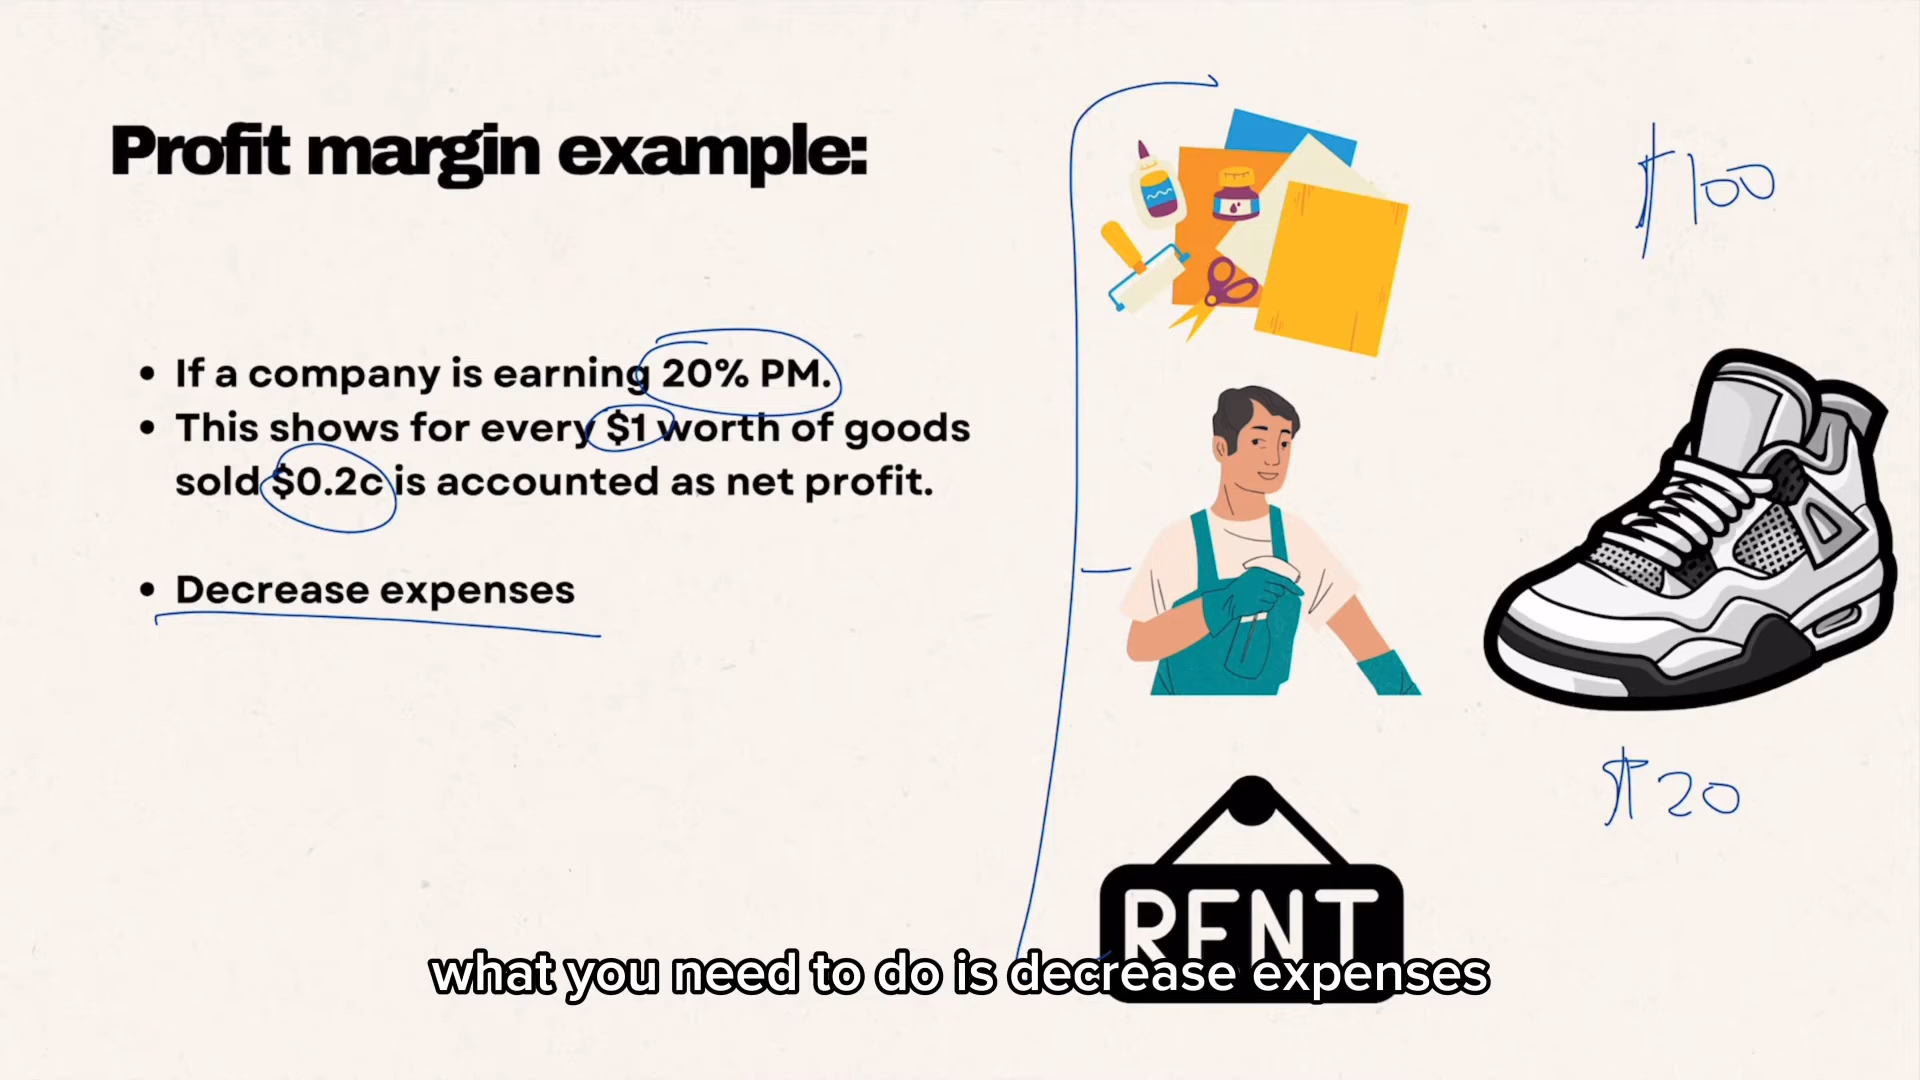 Profit margin example:
$100
• If a company is earning 20% PM.
• This shows for every $1 worth of goods
sold $0.2c is accounted as net profit.
• Decrease expenses
$20
RENT
what you need to do is decrease expenses